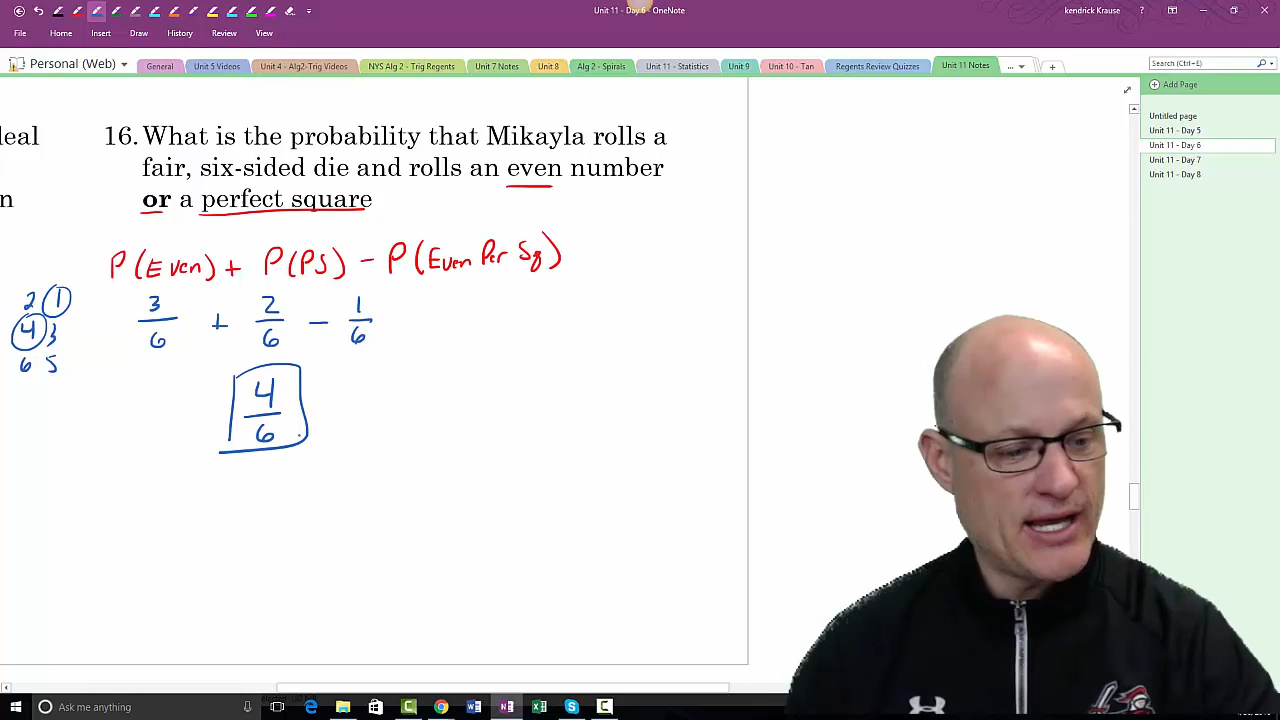 Unit 11 - Day 6 - OneNote
kendrick Krause
?
File Home Insert Draw History Review View
Personal (Web)
General
Unit 5 Videos
Unit 4 - Alg2-Trig Videos
NYS Alg 2 - Trig Regents
Unit 7 Notes
Unit 8
Alg 2 - Spirals
Unit 11 - Statistics
Unit 9
Unit 10 - Tan
Regents Review Quizzes
Unit 11 Notes
...
Search (Ctrl+E)
Add Page
Untitled page
Unit 11 - Day 5
Unit 11 - Day 6
Unit 11 - Day 7
Unit 11 - Day 8
leal
n
16. What is the probability that Mikayla rolls a
fair, six-sided die and rolls an even number
or a perfect square
P(Even) + P(PS) - P(Even Per Sq)
2 1
4 3
6 5
3/6 + 2/6 - 1/6
4/6
Ask me anything